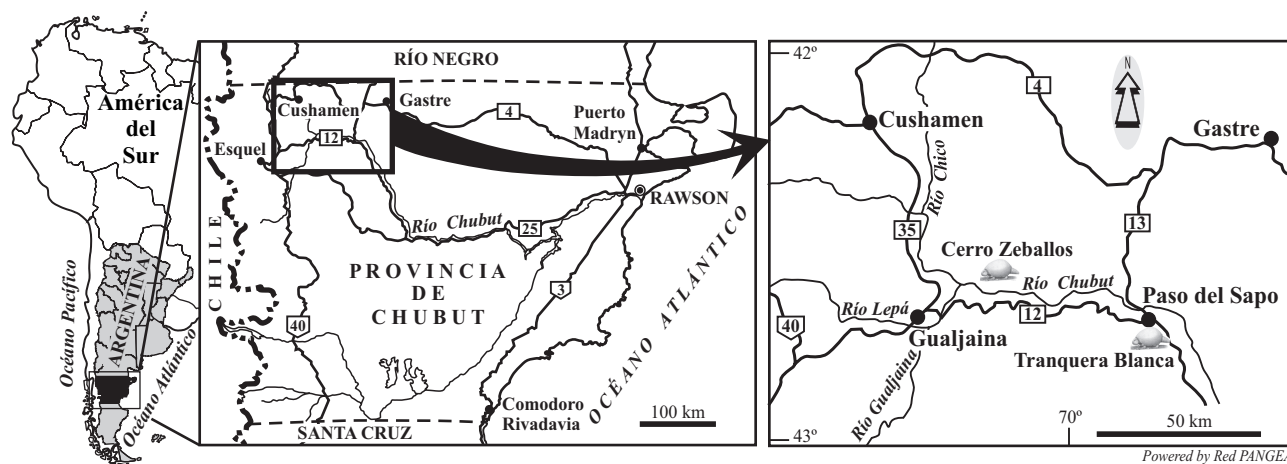 América
del
Sur
Océano Pacífico
ARGENTINA
Océano Atlántico
RÍO NEGRO
Cushamen
Gastre
4
Puerto
Madryn
12
Esquel
RAWSON
Río Chubut
25
CHILE
PROVINCIA
DE
CHUBUT
3
40
OCÉANO ATLÁNTICO
Comodoro
Rivadavia
100 km
SANTA CRUZ
42º
4
N
Cushamen
Gastre
Río Chico
13
35
Cerro Zeballos
Río Chubut
Paso del Sapo
Río Lepá
12
40
Gualjaina
Tranquera Blanca
Río Gualjaina
70º
50 km
43º
Powered by Red PANGEA